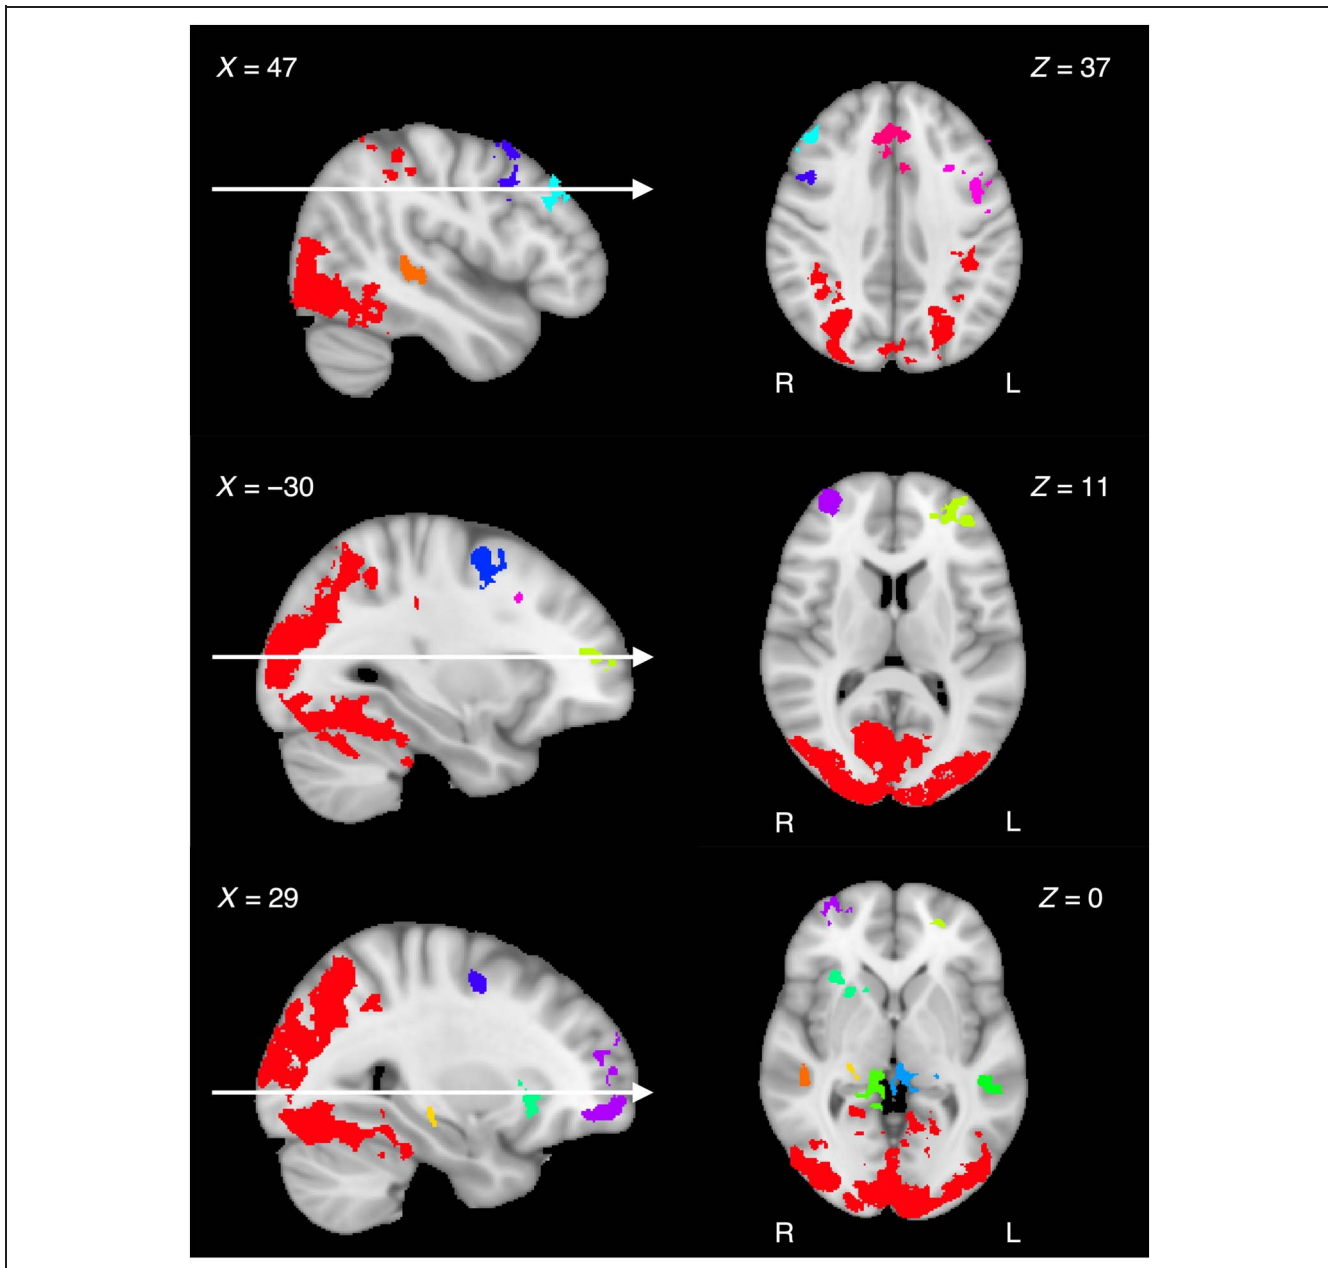 X = 47
Z = 37
R
L
X = −30
Z = 11
R
L
X = 29
Z = 0
R
L